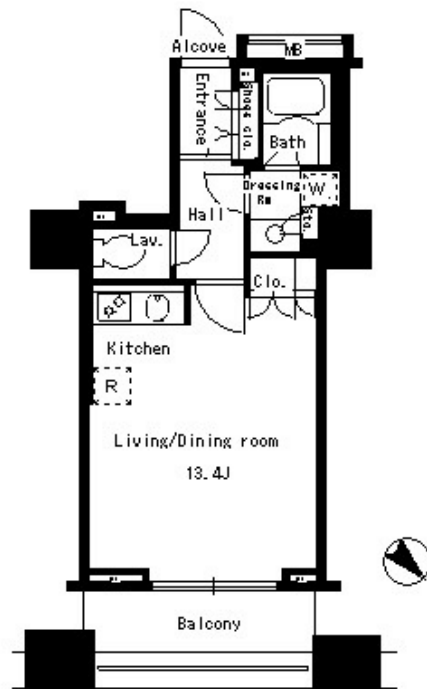 Alcove
MB
Entrance
Shoes clo.
Bath
Dressing
Rm
W.
Sto.
Hall
Lav.
Clo.
Kitchen
R
Living/Dining room
13.4J
Balcony